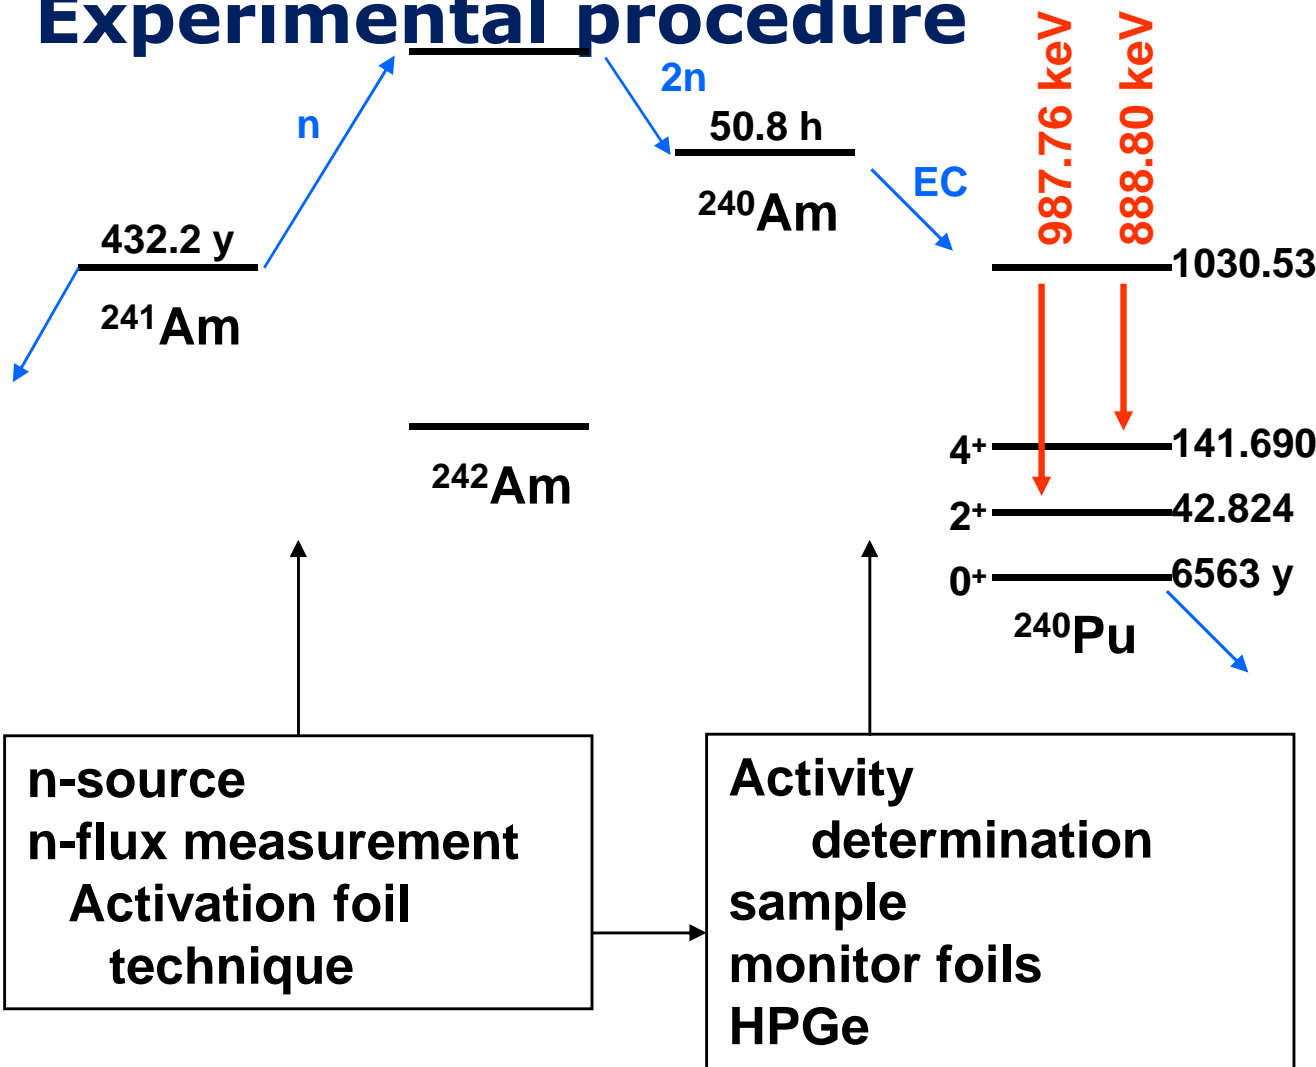 Experimental procedure
987.76 keV
888.80 keV
n
2n
50.8 h
²⁴⁰Am
EC
432.2 y
²⁴¹Am
1030.53
²⁴²Am
4⁺
141.690
2⁺
42.824
0⁺
6563 y
²⁴⁰Pu
n-source
n-flux measurement
Activation foil
technique
Activity
determination
sample
monitor foils
HPGe